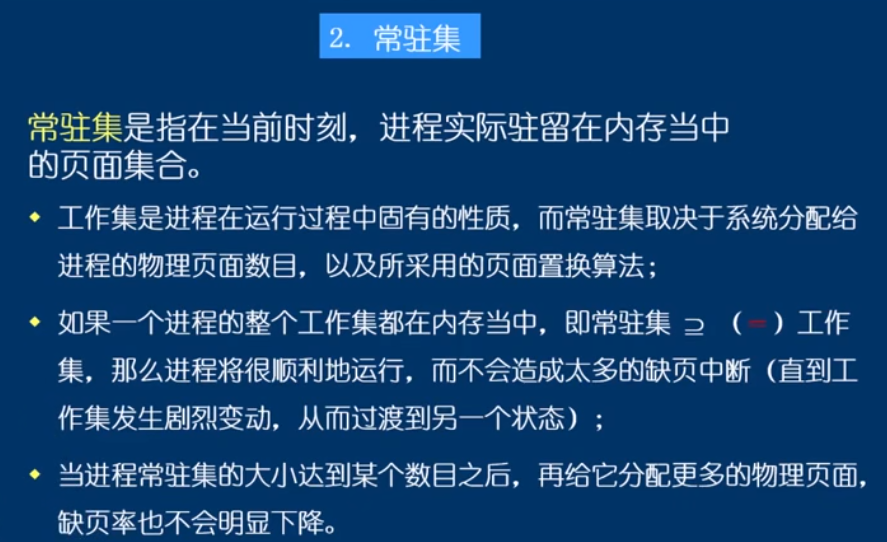 2. 常驻集
常驻集是指在当前时刻，进程实际驻留在内存当中
的页面集合。
工作集是进程在运行过程中固有的性质，而常驻集取决于系统分配给
进程的物理页面数目，以及所采用的页面置换算法；
如果一个进程的整个工作集都在内存当中，即常驻集 ⊇ （=）工作
集，那么进程将很顺利地运行，而不会造成太多的缺页中断（直到工
作集发生剧烈变动，从而过渡到另一个状态）；
当进程常驻集的大小达到某个数目之后，再给它分配更多的物理页面，
缺页率也不会明显下降。